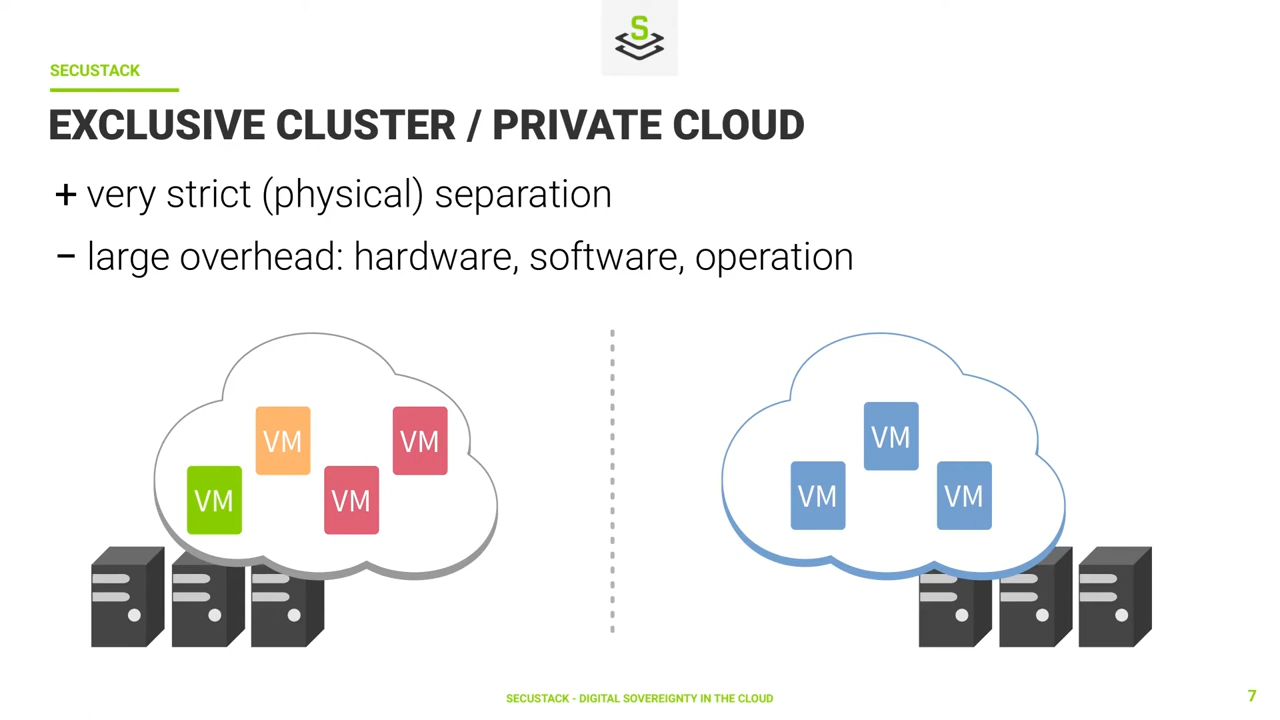 S
SECUSTACK
EXCLUSIVE CLUSTER / PRIVATE CLOUD
+ very strict (physical) separation
− large overhead: hardware, software, operation
VM
VM
VM
VM
VM
VM
VM
SECUSTACK - DIGITAL SOVEREIGNTY IN THE CLOUD
7